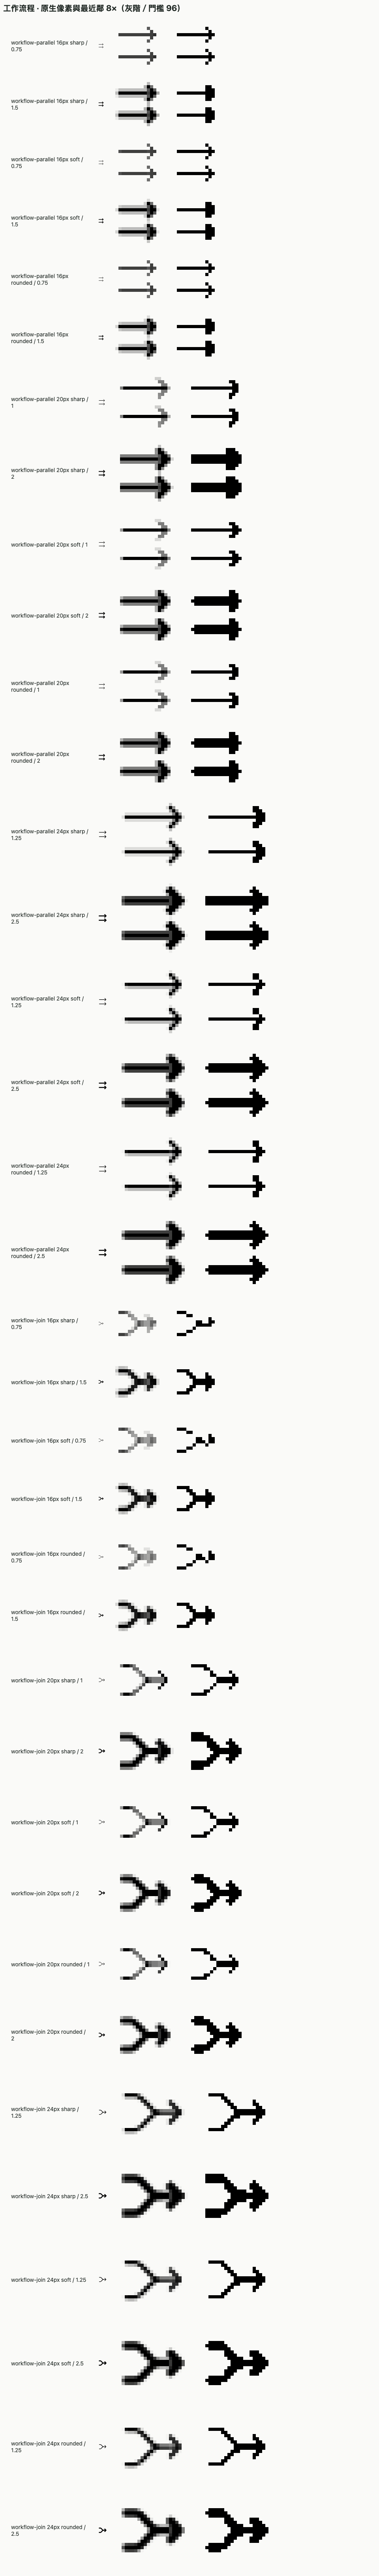 工作流程 · 原生像素與最近鄰 8×（灰階 / 門檻 96）
workflow-parallel 16px sharp /
0.75
workflow-parallel 16px sharp /
1.5
workflow-parallel 16px soft /
0.75
workflow-parallel 16px soft /
1.5
workflow-parallel 16px
rounded / 0.75
workflow-parallel 16px
rounded / 1.5
workflow-parallel 20px sharp /
1
workflow-parallel 20px sharp /
2
workflow-parallel 20px soft / 1
workflow-parallel 20px soft / 2
workflow-parallel 20px
rounded / 1
workflow-parallel 20px
rounded / 2
workflow-parallel 24px sharp /
1.25
workflow-parallel 24px sharp /
2.5
workflow-parallel 24px soft /
1.25
workflow-parallel 24px soft /
2.5
workflow-parallel 24px
rounded / 1.25
workflow-parallel 24px
rounded / 2.5
workflow-join 16px sharp /
0.75
workflow-join 16px sharp / 1.5
workflow-join 16px soft / 0.75
workflow-join 16px soft / 1.5
workflow-join 16px rounded /
0.75
workflow-join 16px rounded /
1.5
workflow-join 20px sharp / 1
workflow-join 20px sharp / 2
workflow-join 20px soft / 1
workflow-join 20px soft / 2
workflow-join 20px rounded / 1
workflow-join 20px rounded /
2
workflow-join 24px sharp /
1.25
workflow-join 24px sharp / 2.5
workflow-join 24px soft / 1.25
workflow-join 24px soft / 2.5
workflow-join 24px rounded /
1.25
workflow-join 24px rounded /
2.5